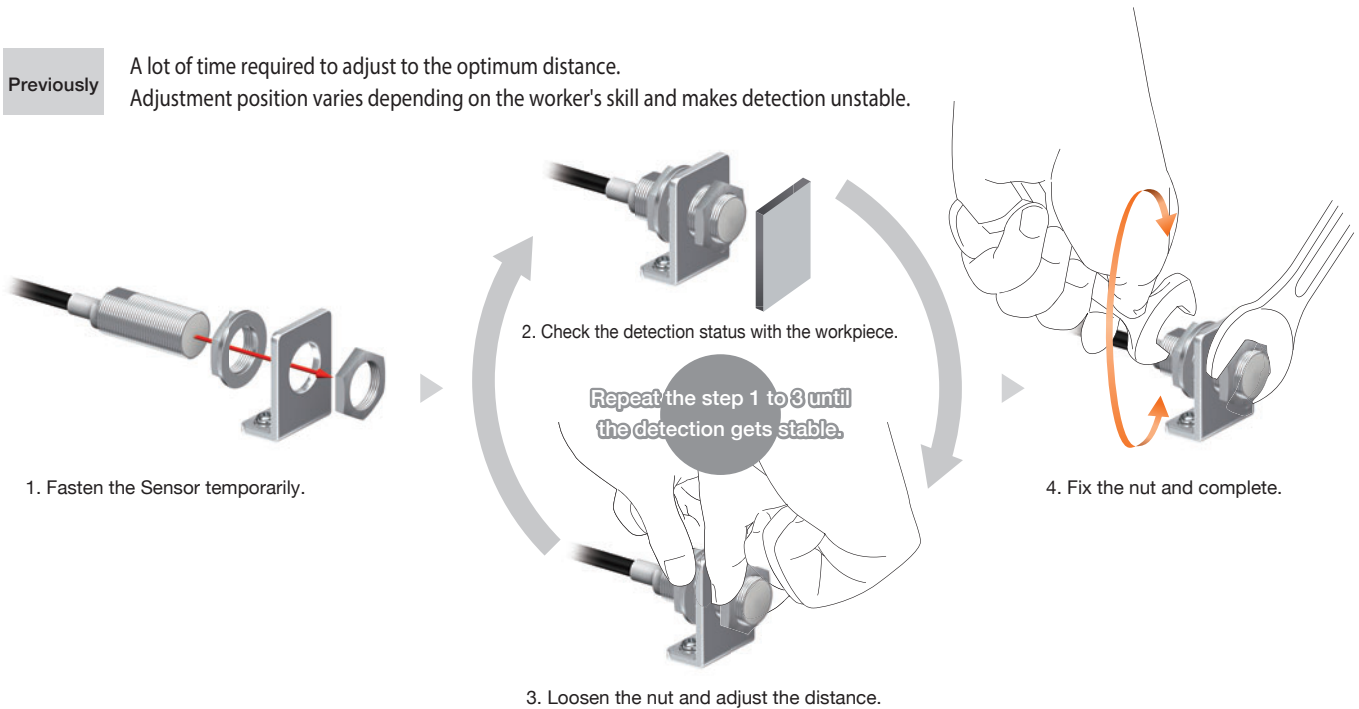 Previously
A lot of time required to adjust to the optimum distance.
Adjustment position varies depending on the worker's skill and makes detection unstable.
1. Fasten the Sensor temporarily.
2. Check the detection status with the workpiece.
Repeat the step 1 to 3 until
the detection gets stable.
3. Loosen the nut and adjust the distance.
4. Fix the nut and complete.